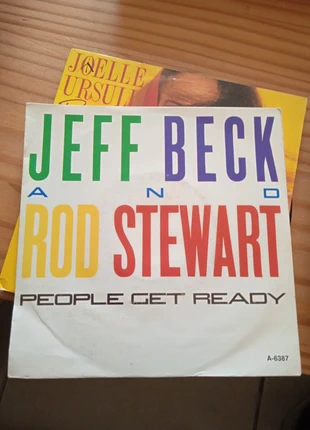 JOELLE
URSULL
JEFF BECK
AND
ROD STEWART
PEOPLE GET READY
A-6387